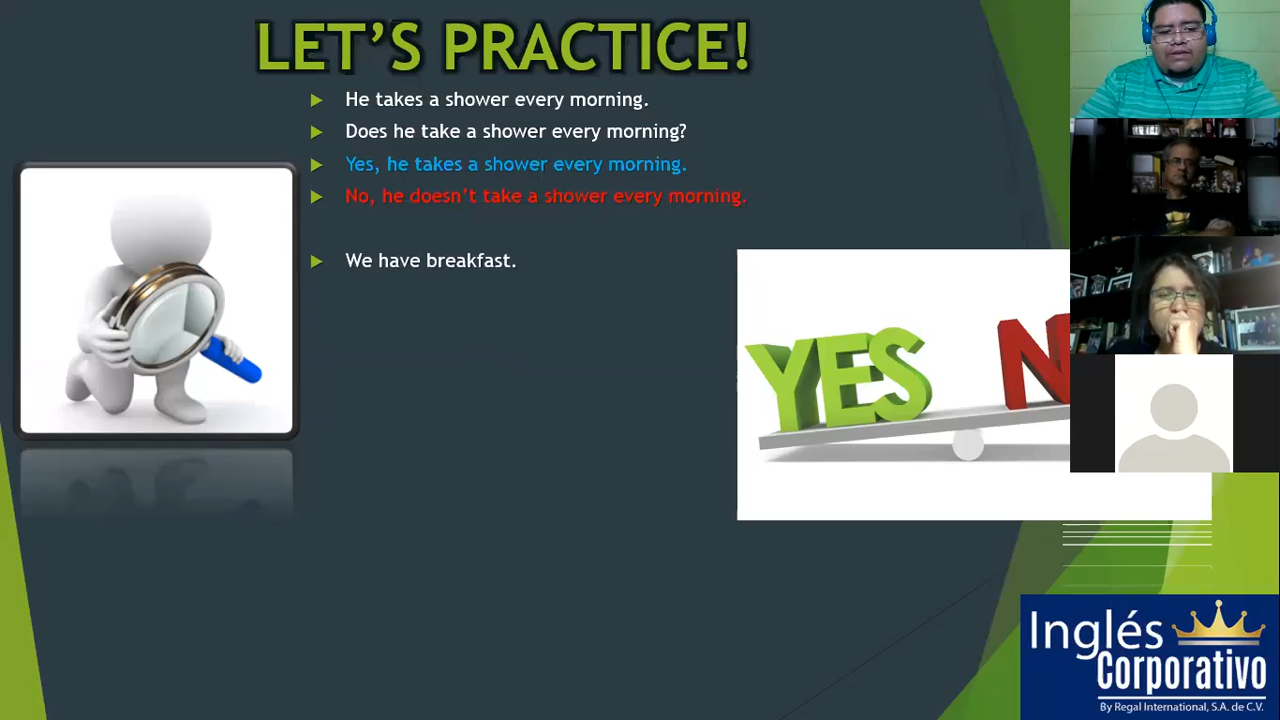 LET'S PRACTICE!
He takes a shower every morning.
Does he take a shower every morning?
Yes, he takes a shower every morning.
No, he doesn't take a shower every morning.
We have breakfast.
YES N
Inglés
Corporativo
By Regal International, S.A. de C.V.